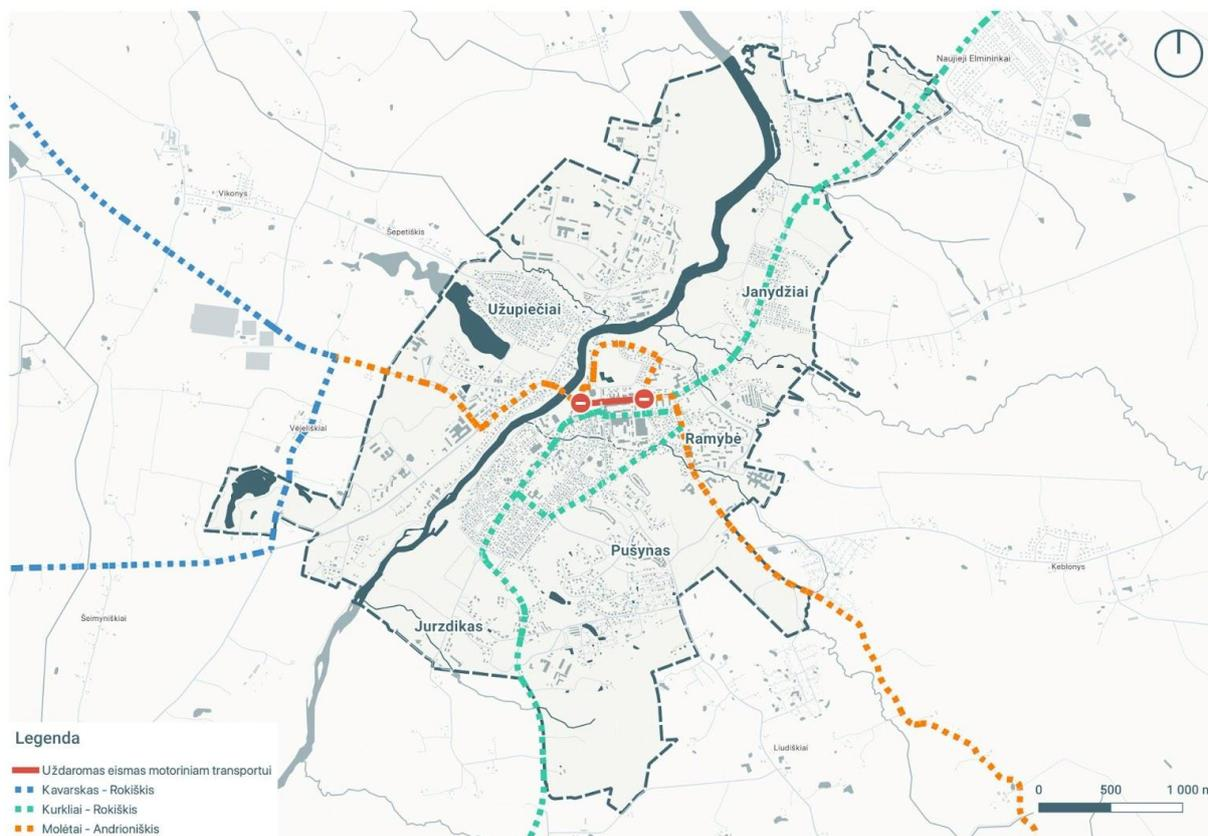 Naujieji Elmininkai
Vikonys
Šepetiškis
Janydžiai
Užupiečiai
Vėjeliškiai
Ramybė
Pušynas
Keblonys
Šeimyniškiai
Jurzdikas
Liudiškiai
0 500 1 000 m
Legenda
Uždaromas eismas motoriniam transportui
Kavarskas - Rokiškis
Kurkliai - Rokiškis
Molėtai - Andrioniškis